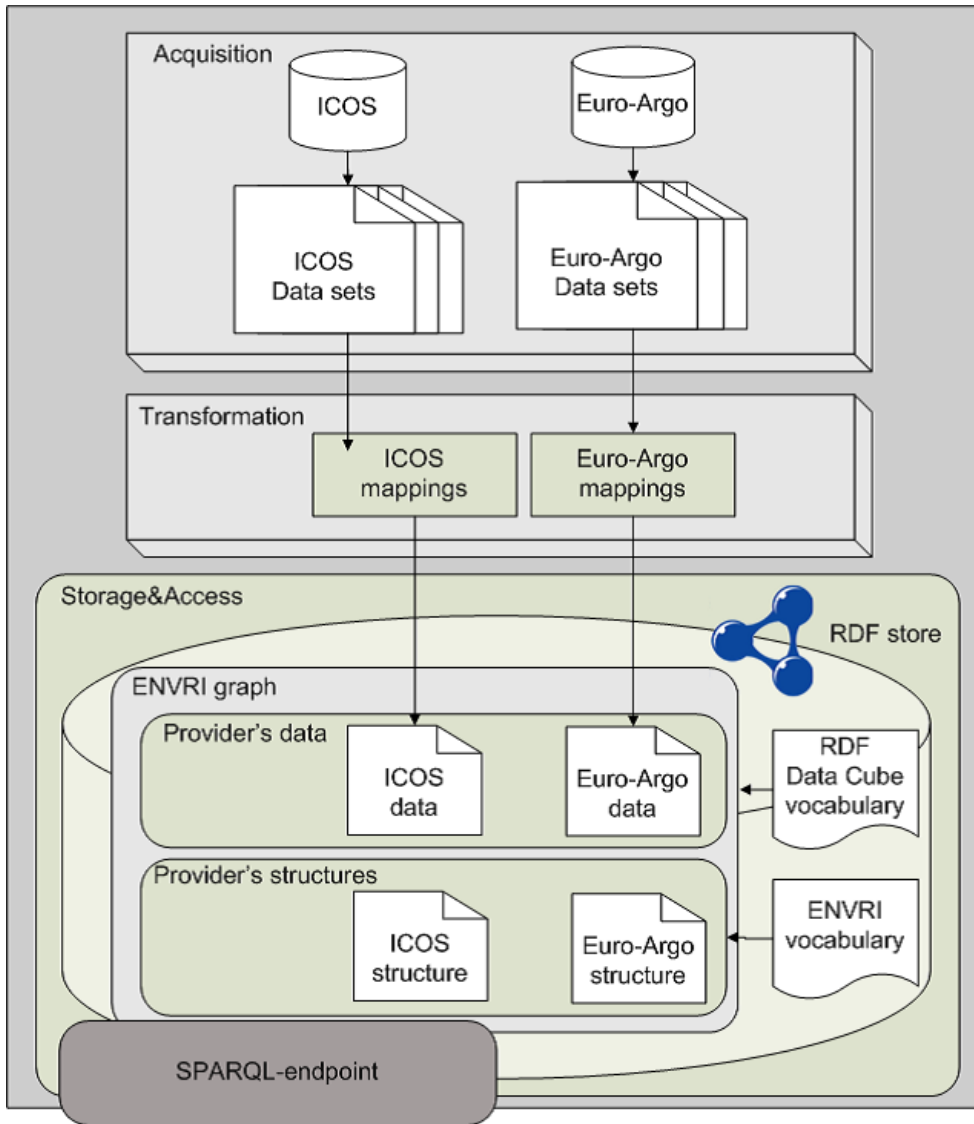 Acquisition
ICOS
Euro-Argo
ICOS
Data sets
Euro-Argo
Data sets
Transformation
ICOS
mappings
Euro-Argo
mappings
Storage&Access
RDF store
ENVRI graph
Provider's data
ICOS
data
Euro-Argo
data
RDF
Data Cube
vocabulary
Provider's structures
ICOS
structure
Euro-Argo
structure
ENVRI
vocabulary
SPARQL-endpoint